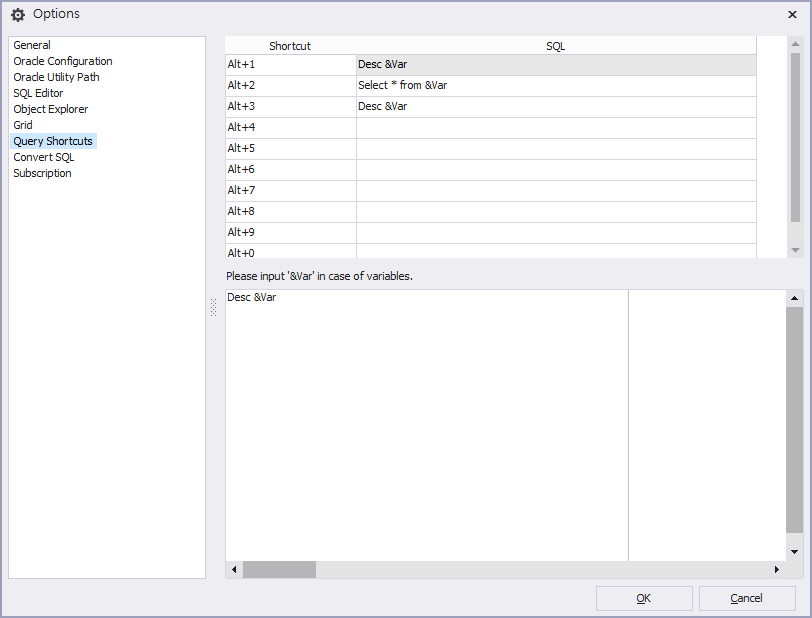 Options
General
Oracle Configuration
Oracle Utility Path
SQL Editor
Object Explorer
Grid
Query Shortcuts
Convert SQL
Subscription
Shortcut SQL
Alt+1 Desc &Var
Alt+2 Select * from &Var
Alt+3 Desc &Var
Alt+4
Alt+5
Alt+6
Alt+7
Alt+8
Alt+9
Alt+0
Please input '&Var' in case of variables.
Desc &Var
OK Cancel